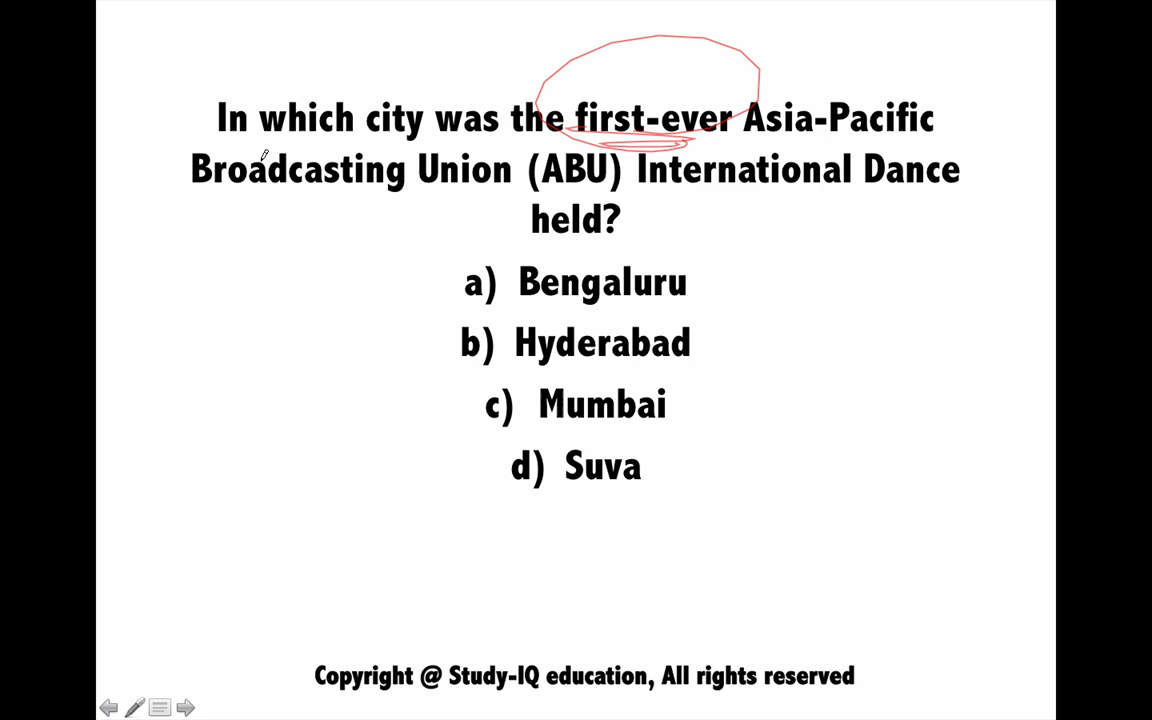 In which city was the first-ever Asia-Pacific
Broadcasting Union (ABU) International Dance
held?
a) Bengaluru
b) Hyderabad
c) Mumbai
d) Suva
Copyright @ Study-IQ education, All rights reserved